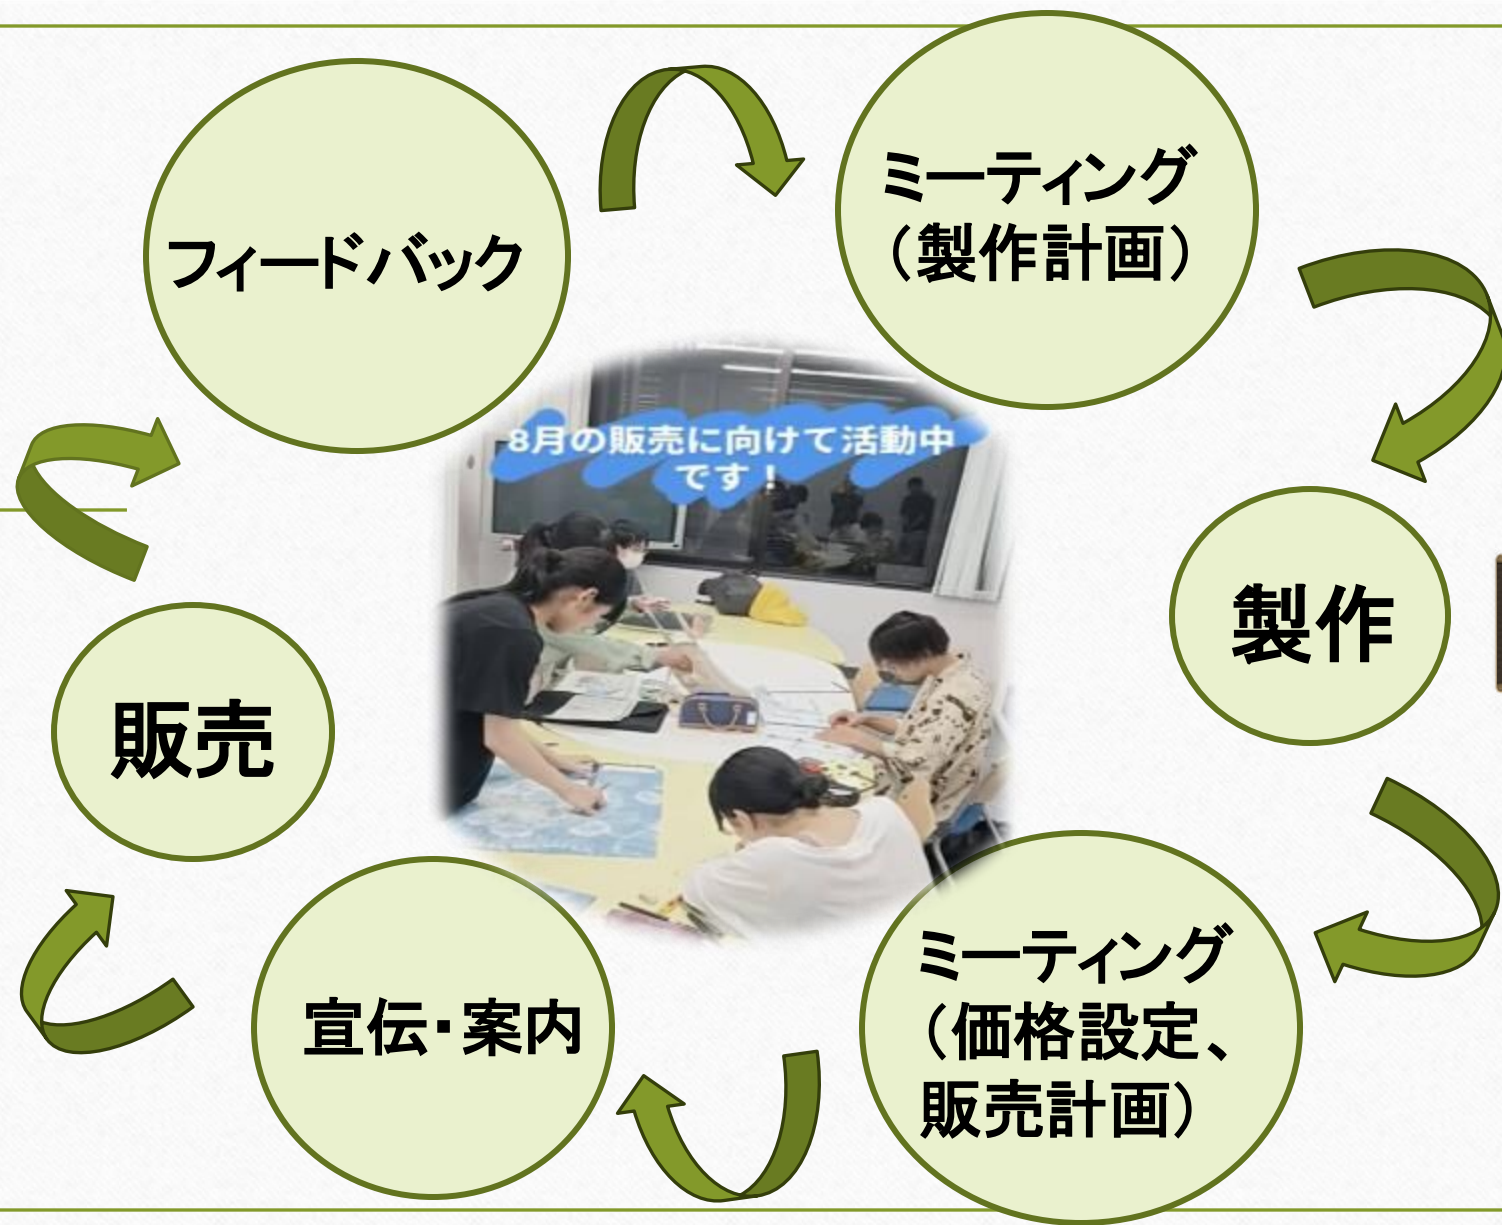 フィードバック
ミーティング
（製作計画）
製作
ミーティング
（価格設定、
販売計画）
宣伝・案内
販売
8月の販売に向けて活動中
です！